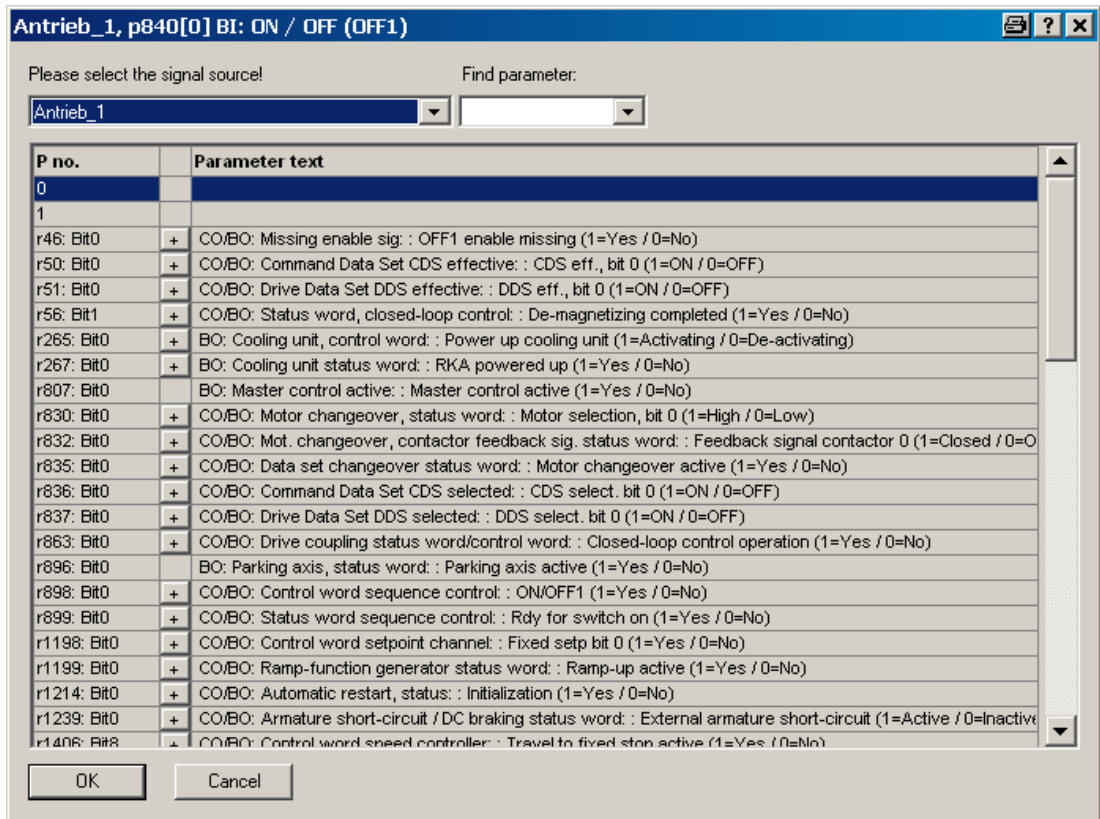 Antrieb_1, p840[0] BI: ON / OFF (OFF1)
Please select the signal source! Find parameter:
Antrieb_1
P no. Parameter text
0
1
r46: Bit0 + CO/BO: Missing enable sig: : OFF1 enable missing (1=Yes / 0=No)
r50: Bit0 + CO/BO: Command Data Set CDS effective: : CDS eff., bit 0 (1=ON / 0=OFF)
r51: Bit0 + CO/BO: Drive Data Set DDS effective: : DDS eff., bit 0 (1=ON / 0=OFF)
r56: Bit1 + CO/BO: Status word, closed-loop control: : De-magnetizing completed (1=Yes / 0=No)
r265: Bit0 + BO: Cooling unit, control word: : Power up cooling unit (1=Activating / 0=De-activating)
r267: Bit0 + BO: Cooling unit status word: : RKA powered up (1=Yes / 0=No)
r807: Bit0 BO: Master control active: : Master control active (1=Yes / 0=No)
r830: Bit0 + CO/BO: Motor changeover, status word: : Motor selection, bit 0 (1=High / 0=Low)
r832: Bit0 + CO/BO: Mot. changeover, contactor feedback sig. status word: : Feedback signal contactor 0 (1=Closed / 0=O
r835: Bit0 + CO/BO: Data set changeover status word: : Motor changeover active (1=Yes / 0=No)
r836: Bit0 + CO/BO: Command Data Set CDS selected: : CDS select. bit 0 (1=ON / 0=OFF)
r837: Bit0 + CO/BO: Drive Data Set DDS selected: : DDS select. bit 0 (1=ON / 0=OFF)
r863: Bit0 + CO/BO: Drive coupling status word/control word: : Closed-loop control operation (1=Yes / 0=No)
r896: Bit0 BO: Parking axis, status word: : Parking axis active (1=Yes / 0=No)
r898: Bit0 + CO/BO: Control word sequence control: : ON/OFF1 (1=Yes / 0=No)
r899: Bit0 + CO/BO: Status word sequence control: : Rdy for switch on (1=Yes / 0=No)
r1198: Bit0 + CO/BO: Control word setpoint channel: : Fixed setp bit 0 (1=Yes / 0=No)
r1199: Bit0 + CO/BO: Ramp-function generator status word: : Ramp-up active (1=Yes / 0=No)
r1214: Bit0 + CO/BO: Automatic restart, status: : Initialization (1=Yes / 0=No)
r1239: Bit0 + CO/BO: Armature short-circuit / DC braking status word: : External armature short-circuit (1=Active / 0=Inactive
r1406: Bit8 + CO/BO: Control word speed controller: : Travel to fixed stop active (1=Yes / 0=No)
OK Cancel